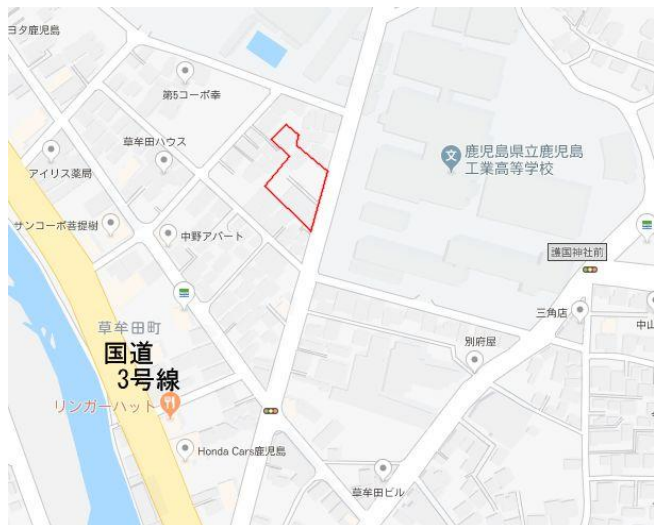 ヨタ鹿児島
第5コーポ幸
草牟田ハウス
アイリス薬局
鹿児島県立鹿児島
工業高等学校
サンコーポ菩提樹
中野アパート
護国神社前
三角店
中山
草牟田町
国道
3号線
別府屋
リンガーハット
Honda Cars鹿児島
草牟田ビル